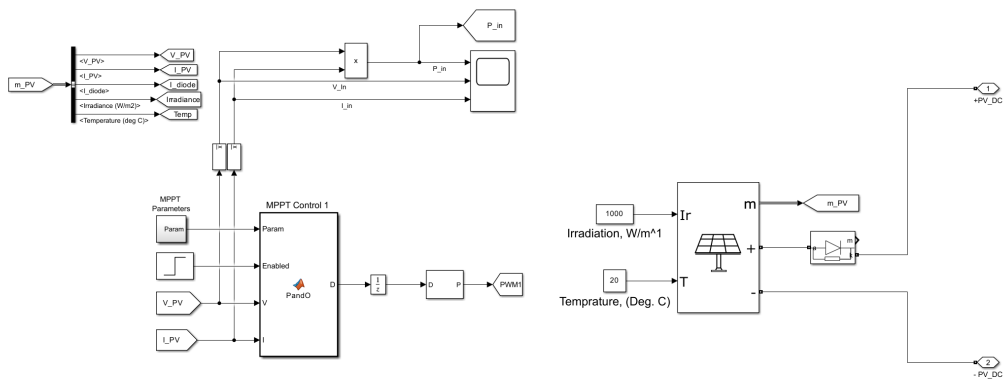 P_in
V_PV
<V_PV>
I_PV
<I_PV>
I_diode
<I_diode>
Irradiance
<Irradiance (W/m2)>
Temp
<Temperature (deg C)>
m_PV
x
P_in
V_In
I_in
MPPT
Parameters
Param
MPPT Control 1
Param
Enabled
V
I
D
PandO
V_PV
I_PV
1
z
D
P
PWM1
1000
Irradiation, W/m^1
20
Temprature, (Deg. C)
Ir
T
m
+
-
m_PV
m
a
k
1
+PV_DC
2
- PV_DC